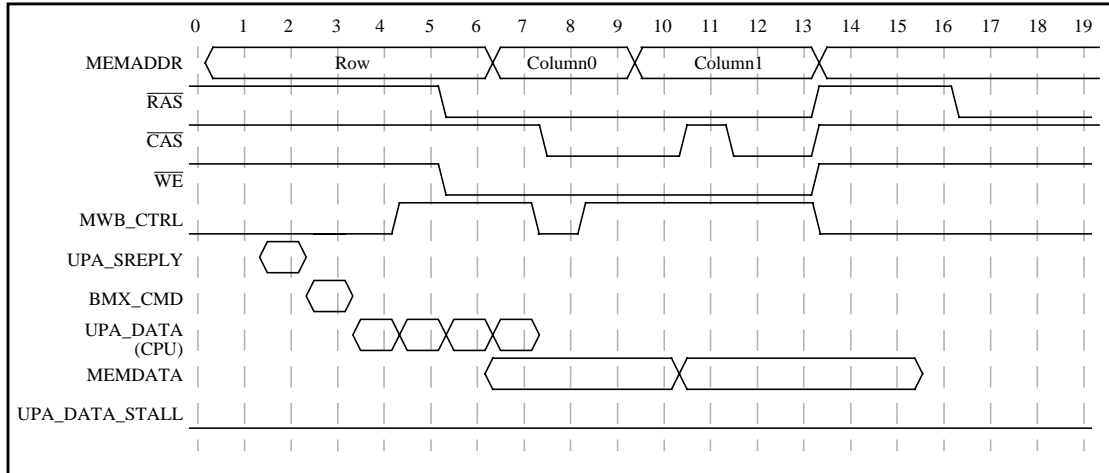 0 1 2 3 4 5 6 7 8 9 10 11 12 13 14 15 16 17 18 19
MEMADDR Row Column0 Column1
RAS
CAS
WE
MWB_CTRL
UPA_SREPLY
BMX_CMD
UPA_DATA
(CPU)
MEMDATA
UPA_DATA_STALL